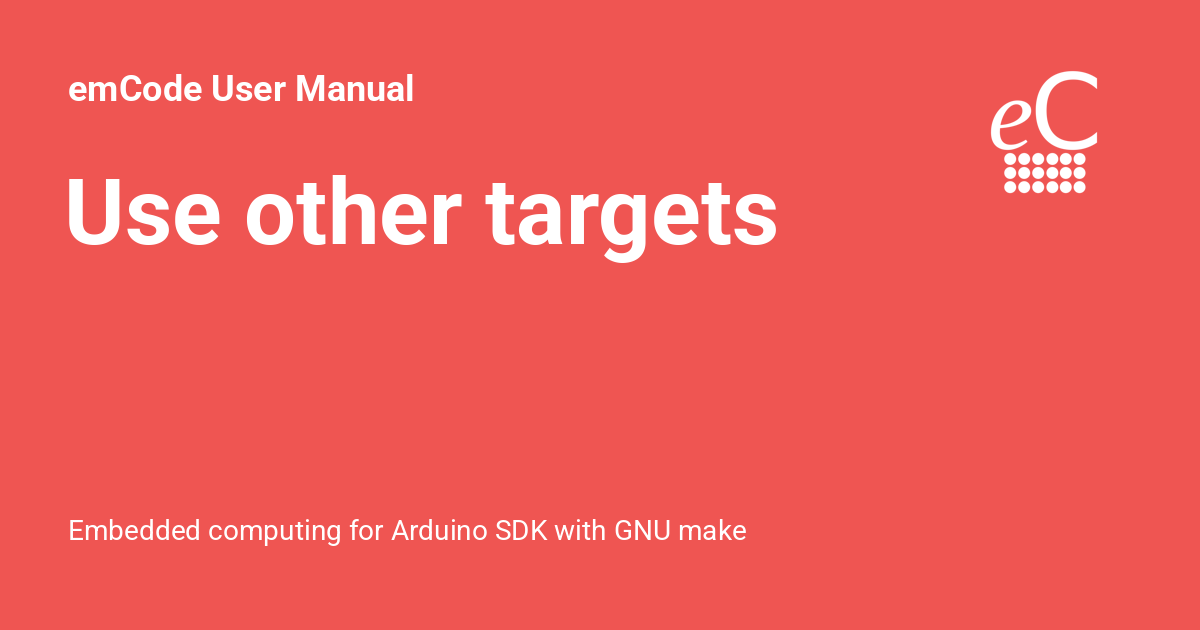 emCode User Manual
eC
Use other targets
Embedded computing for Arduino SDK with GNU make